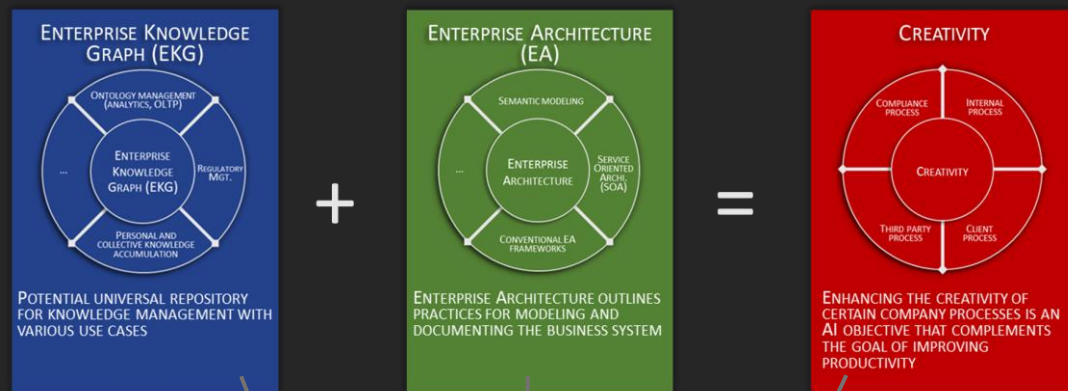 ENTERPRISE KNOWLEDGE
GRAPH (EKG)
ONTOLOGY MANAGEMENT
(ANALYTICS, OLTP)
...
ENTERPRISE
KNOWLEDGE
GRAPH (EKG)
REGULATORY
MGT.
PERSONAL AND
COLLECTIVE KNOWLEDGE
ACCUMULATION
POTENTIAL UNIVERSAL REPOSITORY
FOR KNOWLEDGE MANAGEMENT WITH
VARIOUS USE CASES
+
ENTERPRISE ARCHITECTURE
(EA)
SEMANTIC MODELING
...
ENTERPRISE
ARCHITECTURE
SERVICE
ORIENTED
ARCHI.
(SOA)
CONVENTIONAL EA
FRAMEWORKS
ENTERPRISE ARCHITECTURE OUTLINES
PRACTICES FOR MODELING AND
DOCUMENTING THE BUSINESS SYSTEM
=
CREATIVITY
COMPLIANCE
PROCESS
INTERNAL
PROCESS
CREATIVITY
THIRD PARTY
PROCESS
CLIENT
PROCESS
ENHANCING THE CREATIVITY OF
CERTAIN COMPANY PROCESSES IS AN
AI OBJECTIVE THAT COMPLEMENTS
THE GOAL OF IMPROVING
PRODUCTIVITY